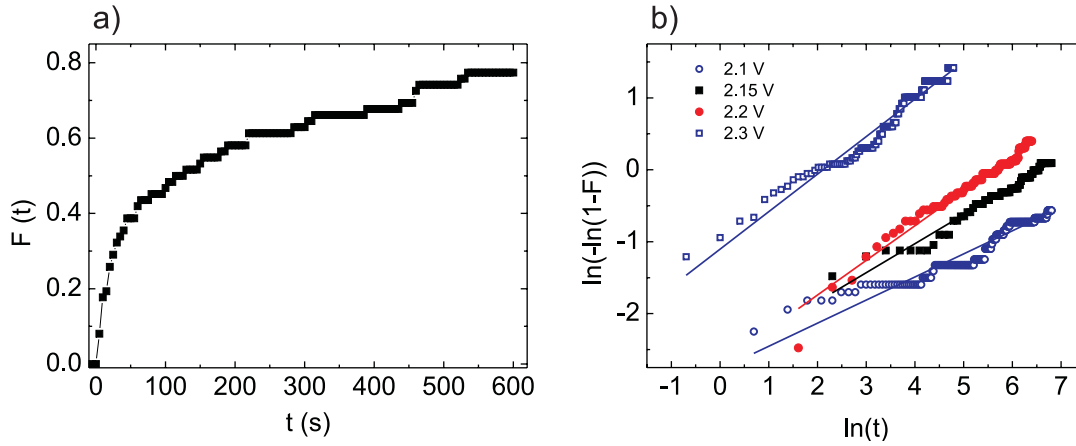 a)
F (t)
0.8
0.6
0.4
0.2
0.0
0 100 200 300 400 500 600
t (s)
b)
2.1 V
2.15 V
2.2 V
2.3 V
ln(-ln(1-F))
1
0
-1
-2
-1 0 1 2 3 4 5 6 7
ln(t)